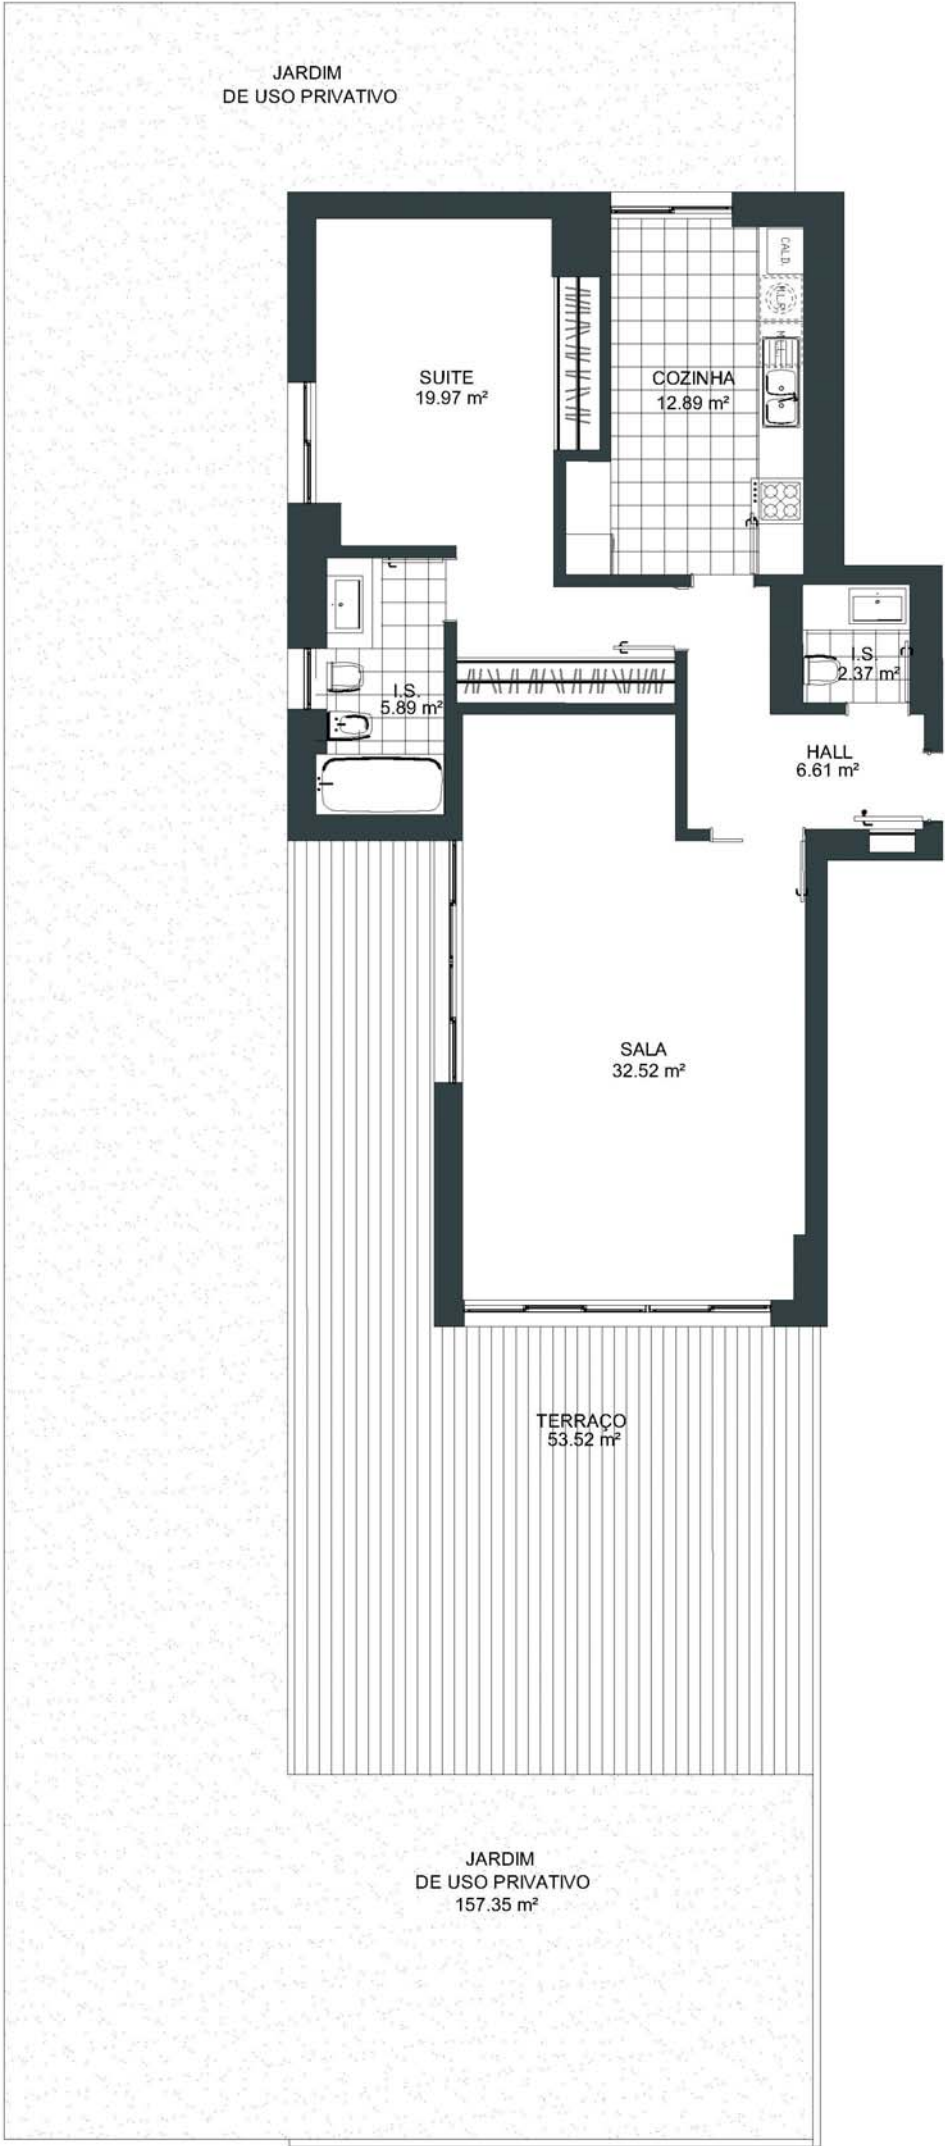 JARDIM
DE USO PRIVATIVO
CALD.
M.L.R.
M.L.L.
SUITE
19.97 m²
COZINHA
12.89 m²
I.S.
2.37 m²
I.S.
5.89 m²
HALL
6.61 m²
SALA
32.52 m²
TERRAÇO
53.52 m²
JARDIM
DE USO PRIVATIVO
157.35 m²